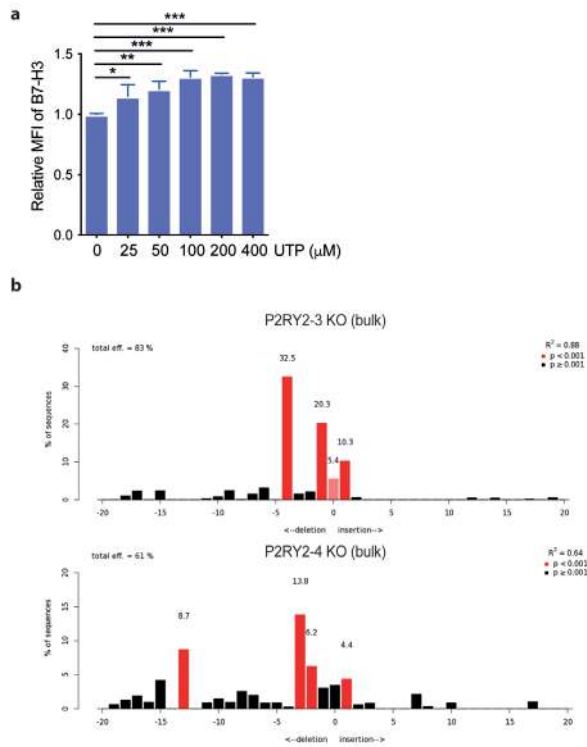 a
***
***
***
**
*
Relative MFI of B7-H3
1.5
1.0
0.5
0.0
0 25 50 100 200 400 UTP (μM)
b
P2RY2-3 KO (bulk)
total eff. = 83 %
R² = 0.88
p < 0.001
p ≥ 0.001
% of sequences
40
30
20
10
0
32.5
20.3
5.4
10.3
-20 -15 -10 -5 0 5 10 15 20
<--deletion insertion-->
P2RY2-4 KO (bulk)
total eff. = 61 %
R² = 0.64
p < 0.001
p ≥ 0.001
% of sequences
20
15
10
5
0
8.7
13.8
6.2
4.4
-20 -15 -10 -5 0 5 10 15 20
<--deletion insertion-->